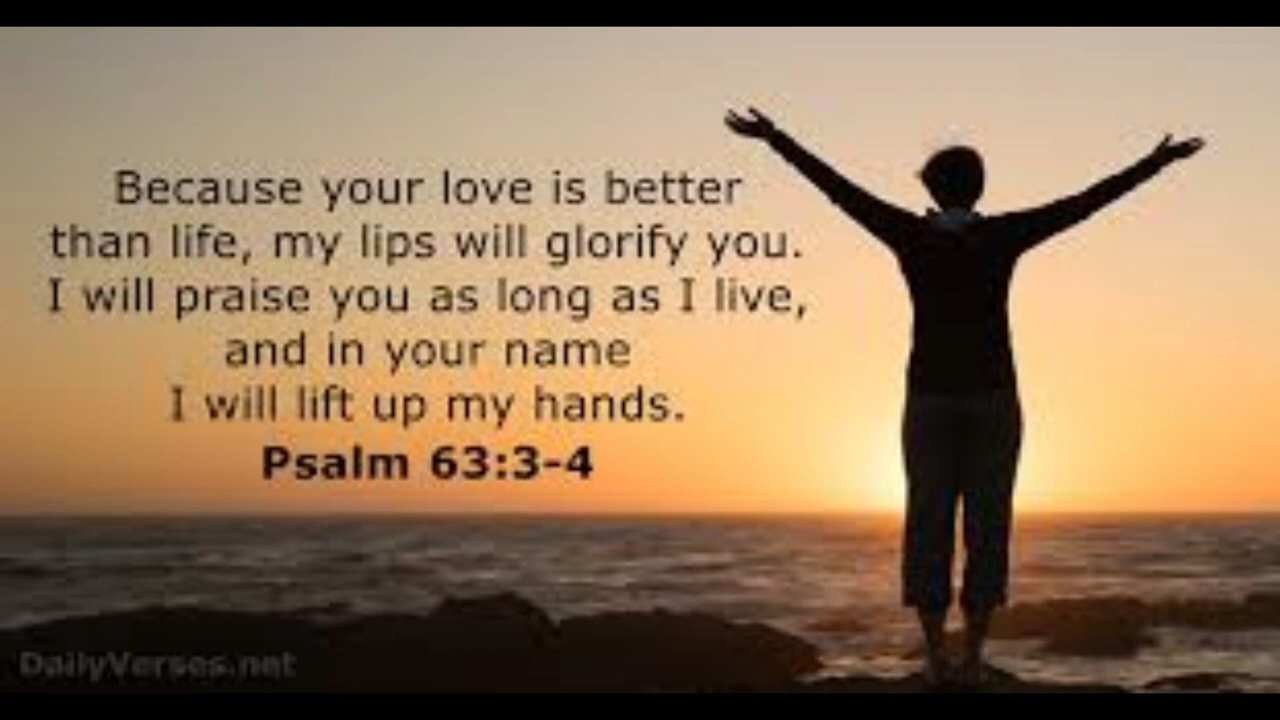 Because your love is better
than life, my lips will glorify you.
I will praise you as long as I live,
and in your name
I will lift up my hands.
Psalm 63:3-4
DailyVerses.net